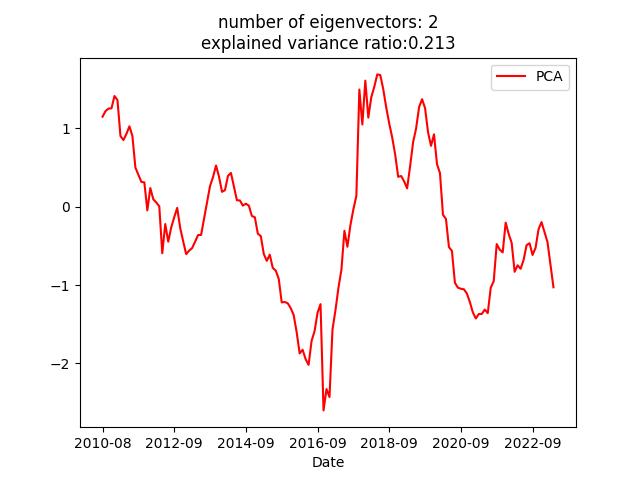 number of eigenvectors: 2
explained variance ratio:0.213
PCA
1
0
−1
−2
2010-08 2012-09 2014-09 2016-09 2018-09 2020-09 2022-09
Date